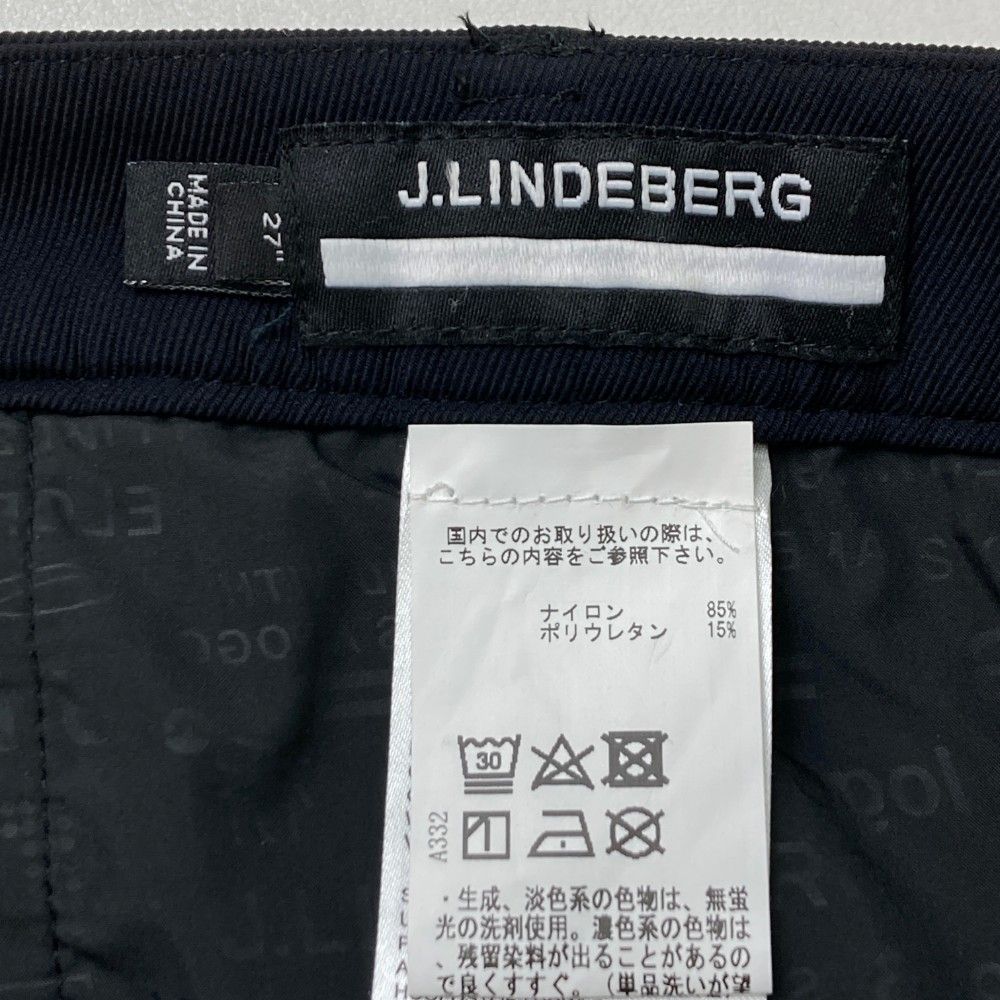 J.LINDEBERG
MADE IN
CHINA
27"
国内でのお取り扱いの際は、
こちらの内容をご参照下さい。
ナイロン 85%
ポリウレタン 15%
30
A332
・生成、淡色系の色物は、無蛍
光の洗剤使用。濃色系の色物は
、残留染料が出ることがあるの
で良くすすぐ。(単品洗いが望